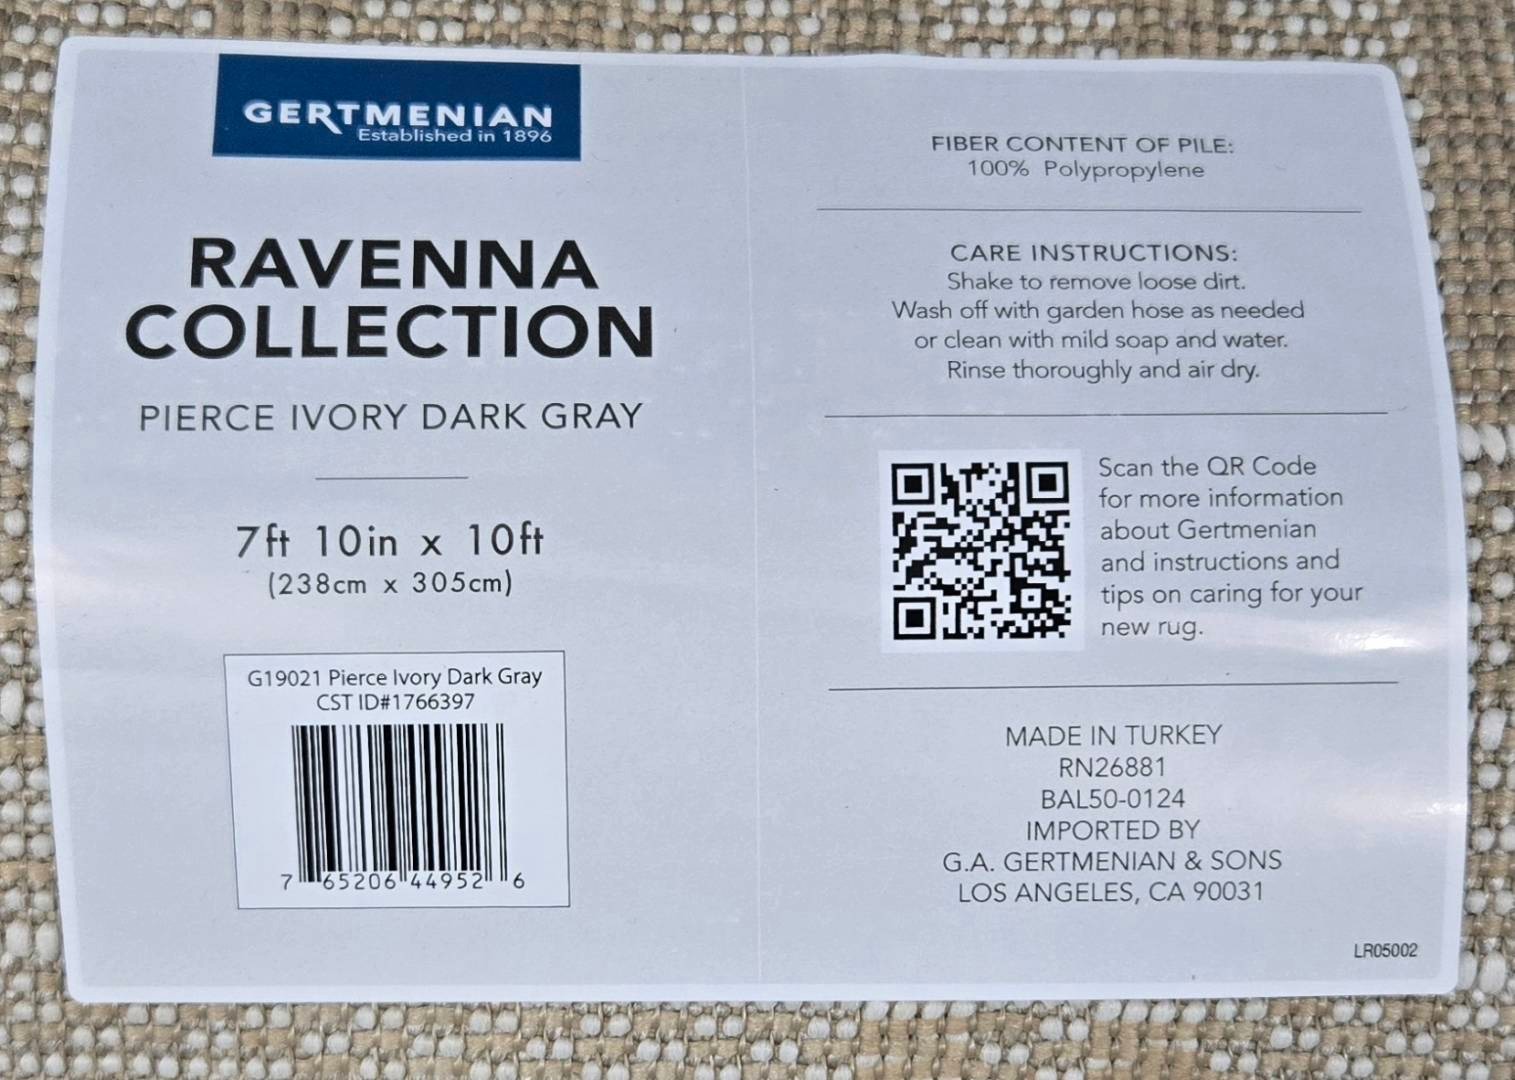 GERTMENIAN
Established in 1896
RAVENNA
COLLECTION
PIERCE IVORY DARK GRAY
7ft 10in x 10ft
(238cm x 305cm)
G19021 Pierce Ivory Dark Gray
CST ID#1766397
7 65206 44952 6
FIBER CONTENT OF PILE:
100% Polypropylene
CARE INSTRUCTIONS:
Shake to remove loose dirt.
Wash off with garden hose as needed
or clean with mild soap and water.
Rinse thoroughly and air dry.
Scan the QR Code
for more information
about Gertmenian
and instructions and
tips on caring for your
new rug.
MADE IN TURKEY
RN26881
BAL50-0124
IMPORTED BY
G.A. GERTMENIAN & SONS
LOS ANGELES, CA 90031
LR05002